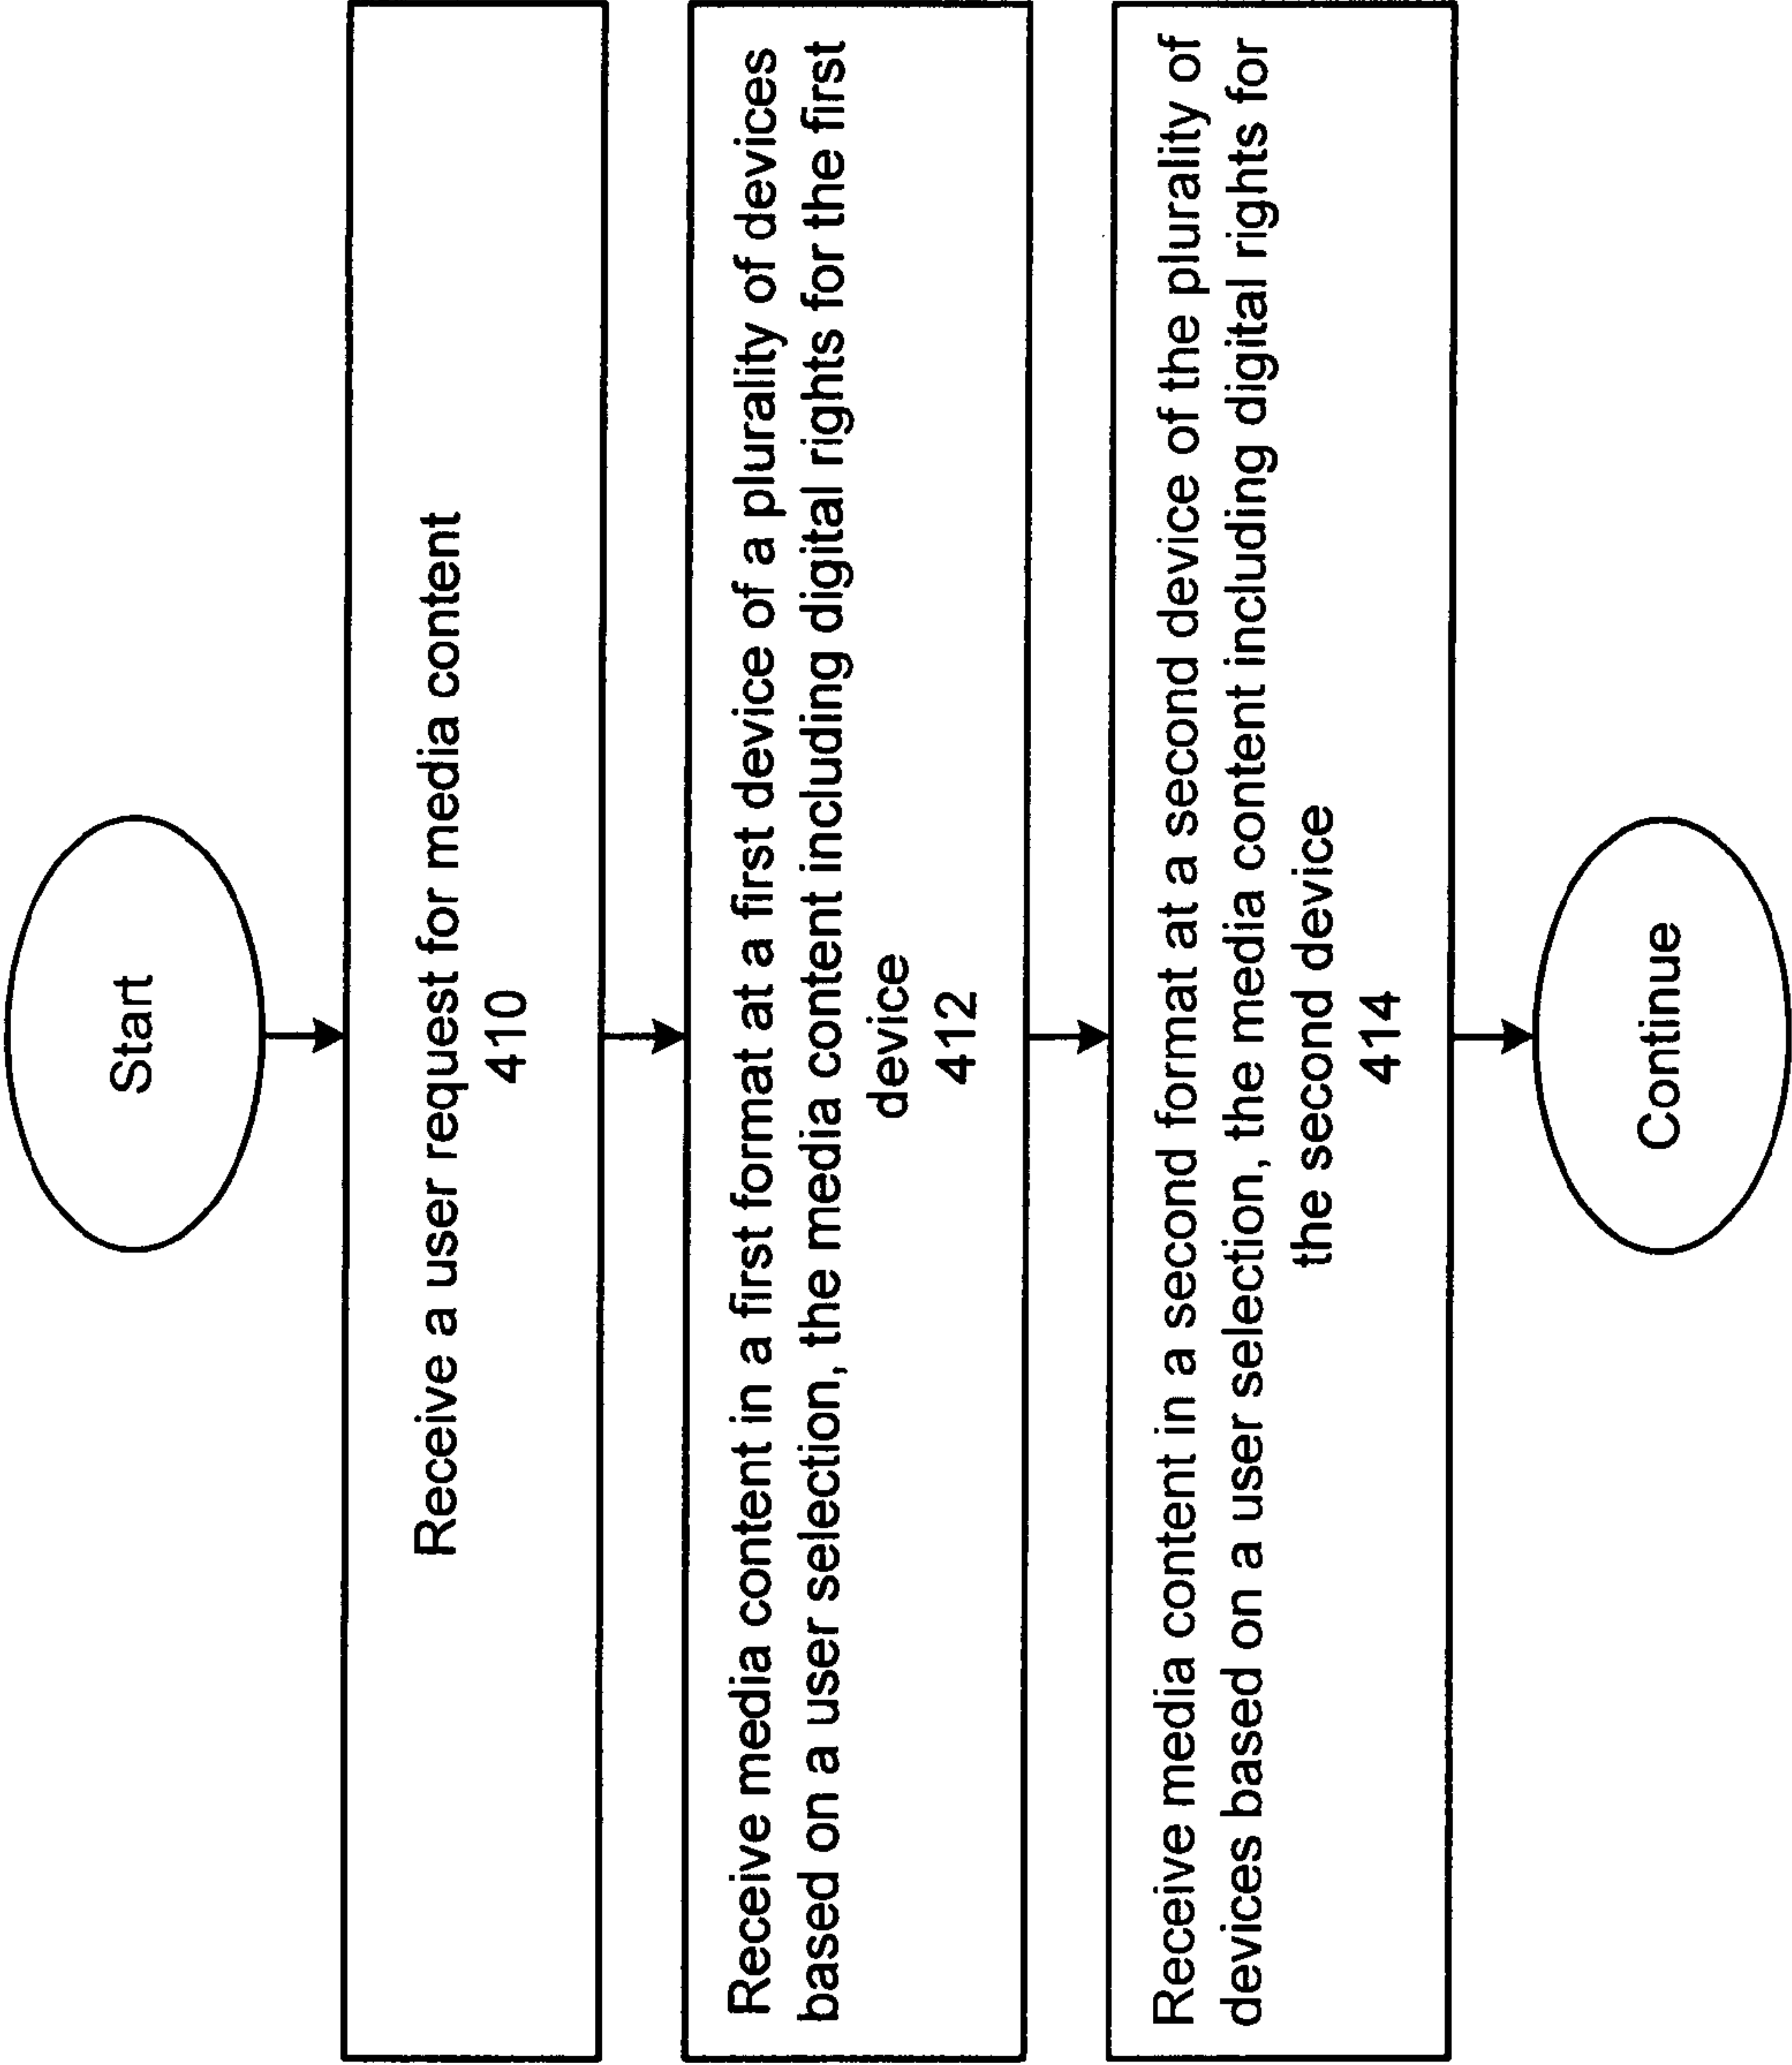 Start
Receive a user request for media content
410
Receive media content in a first format at a first device of a plurality of devices
based on a user selection, the media content including digital rights for the first
device
412
Receive media content in a second format at a second device of the plurality of
devices based on a user selection, the media content including digital rights for
the second device
414
Continue